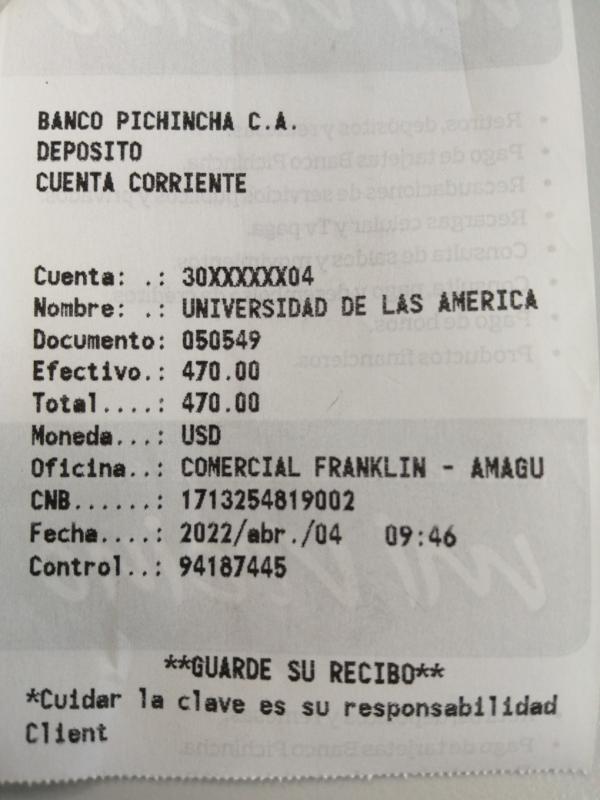 BANCO PICHINCHA C.A.
DEPOSITO
CUENTA CORRIENTE
Cuenta: .: 30XXXXXX04
Nombre: .: UNIVERSIDAD DE LAS AMERICA
Documento: 050549
Efectivo.: 470.00
Total....: 470.00
Moneda...: USD
Oficina..: COMERCIAL FRANKLIN - AMAGU
CNB......: 1713254819002
Fecha....: 2022/abr./04 09:46
Control..: 94187445
**GUARDE SU RECIBO**
*Cuidar la clave es su responsabilidad
Client